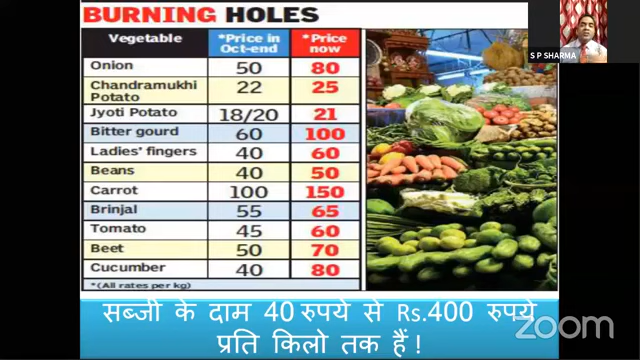 BURNING HOLES
Vegetable *Price in Oct-end *Price now
Onion 50 80
Chandramukhi Potato 22 25
Jyoti Potato 18/20 21
Bitter gourd 60 100
Ladies' fingers 40 60
Beans 40 50
Carrot 100 150
Brinjal 55 65
Tomato 45 60
Beet 50 70
Cucumber 40 80
*(All rates per kg)
S P SHARMA
सब्जी के दाम 40 रुपये से Rs.400 रुपये
प्रति किलो तक हैं !
zoom